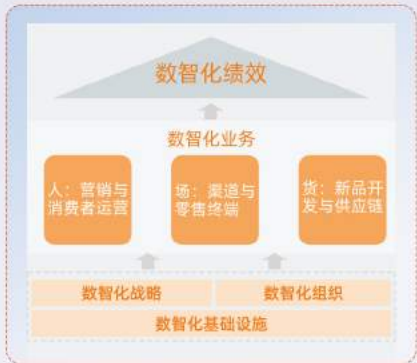 数智化绩效
数智化业务
人：营销与
消费者运营
场：渠道与
零售终端
货：新品开
发与供应链
数智化战略
数智化组织
数智化基础设施